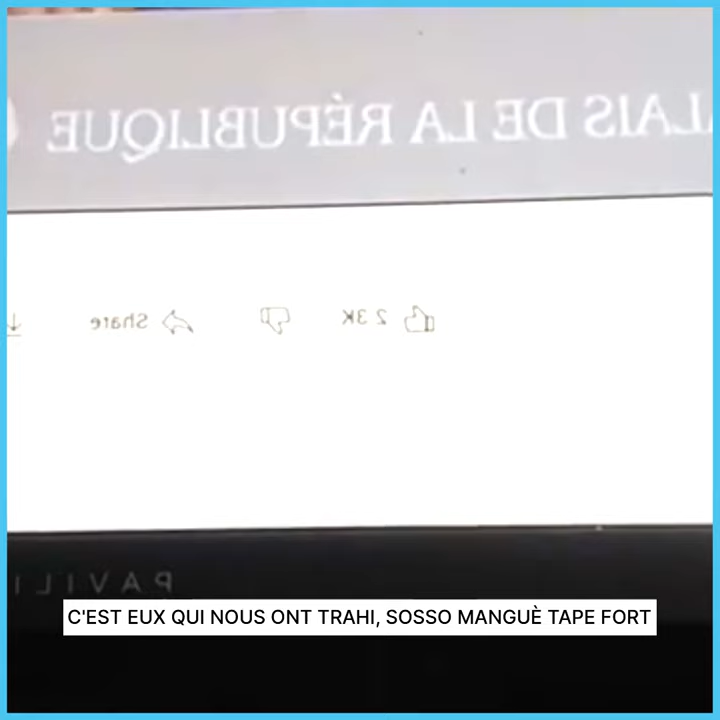 LAIS DE LA RÉPUBLIQUE
2.3K Share
PAVILI
C'EST EUX QUI NOUS ONT TRAHI, SOSSO MANGUÈ TAPE FORT